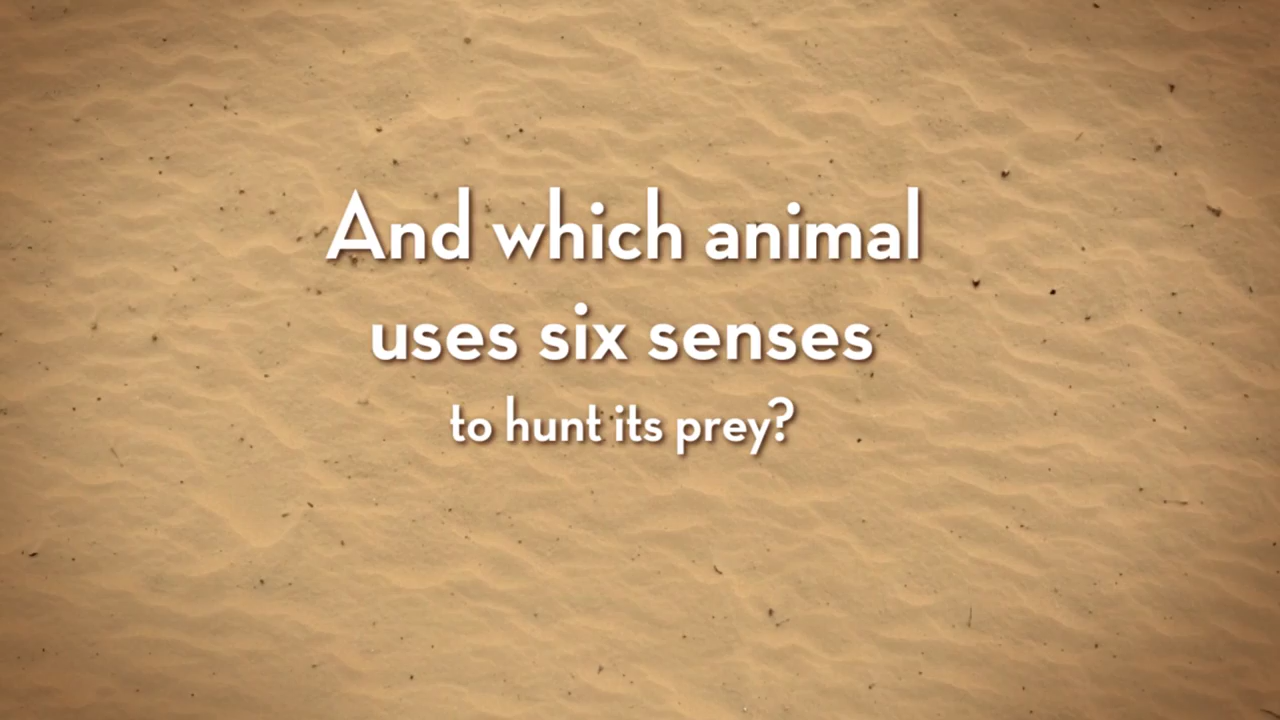 And which animal
uses six senses
to hunt its prey?